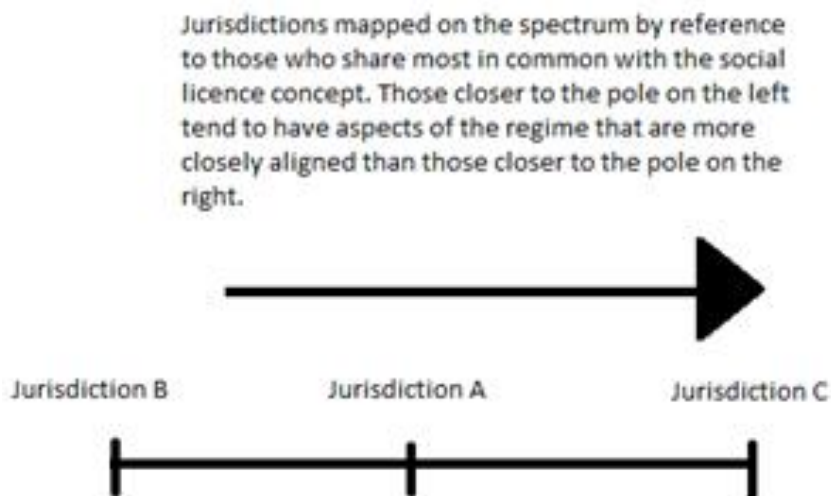 Jurisdictions mapped on the spectrum by reference
to those who share most in common with the social
licence concept. Those closer to the pole on the left
tend to have aspects of the regime that are more
closely aligned than those closer to the pole on the
right.
Jurisdiction B Jurisdiction A Jurisdiction C